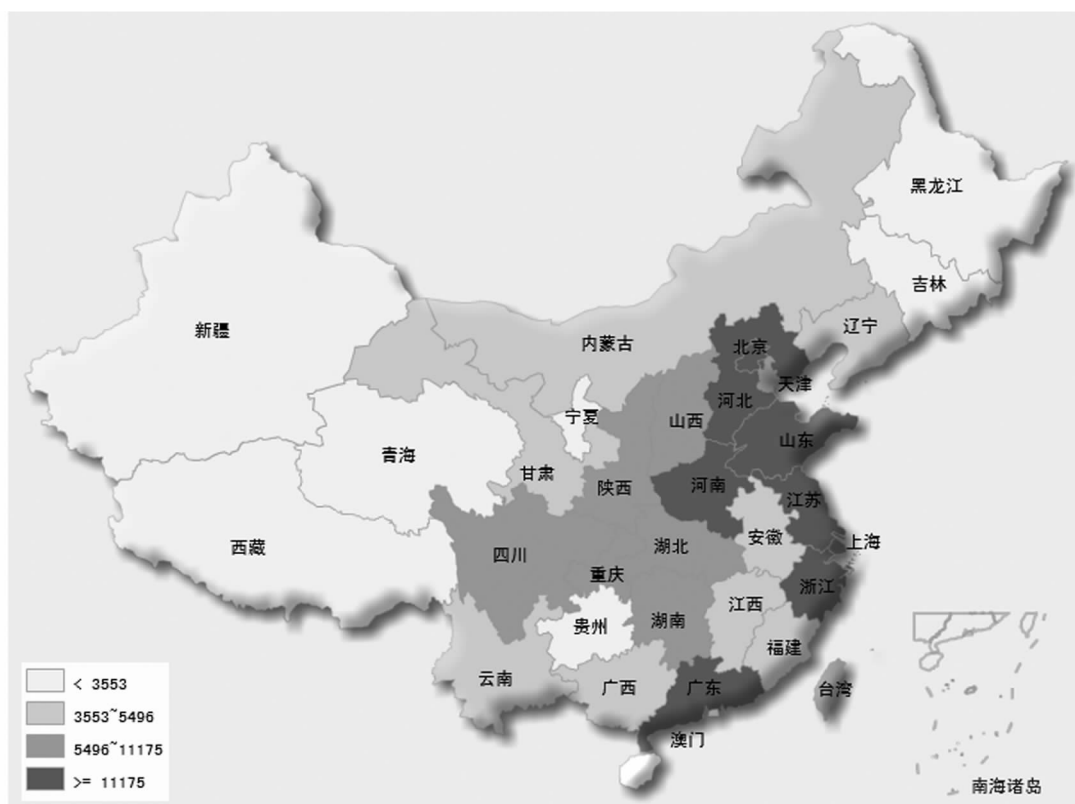 黑龙江
吉林
辽宁
新疆
内蒙古
北京
天津
河北
宁夏
山西
山东
青海
甘肃
陕西
河南
江苏
西藏
四川
湖北
安徽
上海
重庆
浙江
江西
湖南
贵州
福建
云南
广西
广东
台湾
澳门
南海诸岛
< 3553
3553~5496
5496~11175
>= 11175